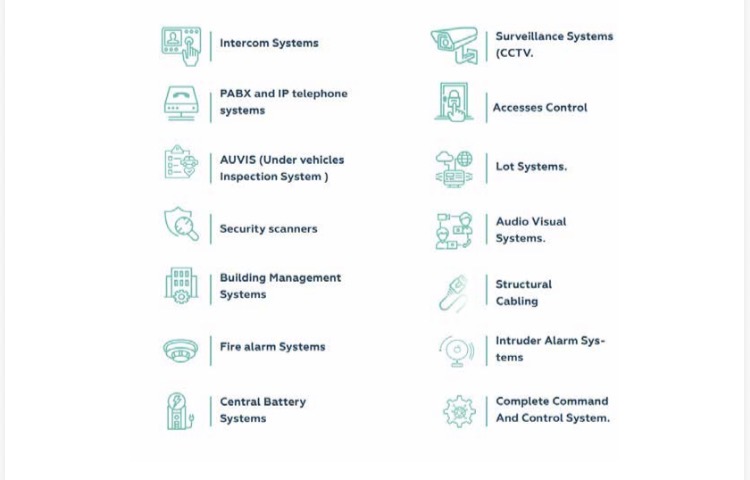 Intercom Systems
PABX and IP telephone
systems
AUVIS (Under vehicles
Inspection System )
Security scanners
Building Management
Systems
Fire alarm Systems
Central Battery
Systems
Surveillance Systems
(CCTV.
Accesses Control
Lot Systems.
Audio Visual
Systems.
Structural
Cabling
Intruder Alarm Sys-
tems
Complete Command
And Control System.